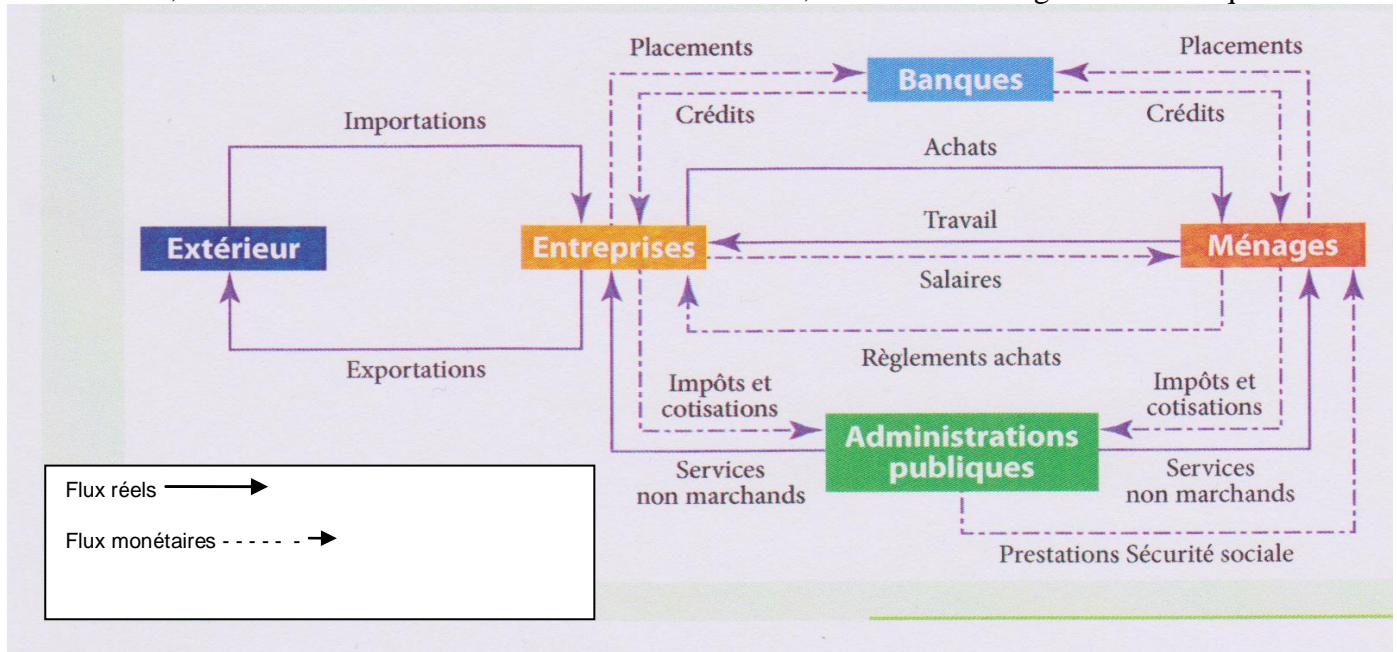 Placements
Placements
Banques
Crédits
Crédits
Importations
Achats
Extérieur
Entreprises
Travail
Ménages
Salaires
Exportations
Règlements achats
Impôts et
cotisations
Impôts et
cotisations
Administrations
publiques
Services
non marchands
Services
non marchands
Prestations Sécurité sociale
Flux réels
Flux monétaires